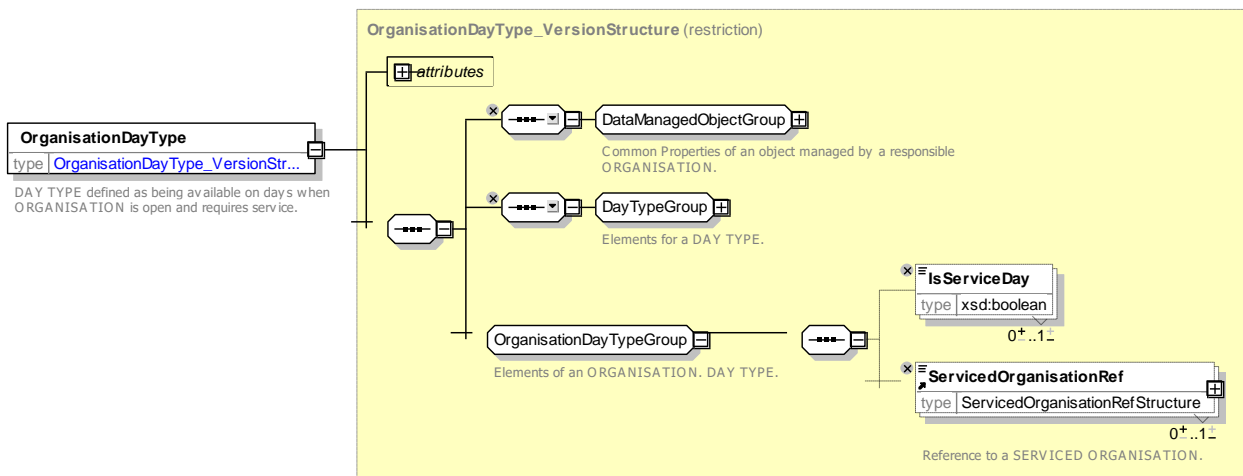 OrganisationDayType_VersionStructure (restriction)
attributes
OrganisationDayType
type OrganisationDayType_VersionStr...
DAY TYPE defined as being available on days when
ORGANISATION is open and requires service.
DataManagedObjectGroup
Common Properties of an object managed by a responsible
ORGANISATION.
DayTypeGroup
Elements for a DAY TYPE.
OrganisationDayTypeGroup
Elements of an ORGANISATION. DAY TYPE.
IsServiceDay
type xsd:boolean
0..1
ServicedOrganisationRef
type ServicedOrganisationRefStructure
0..1
Reference to a SERVICED ORGANISATION.